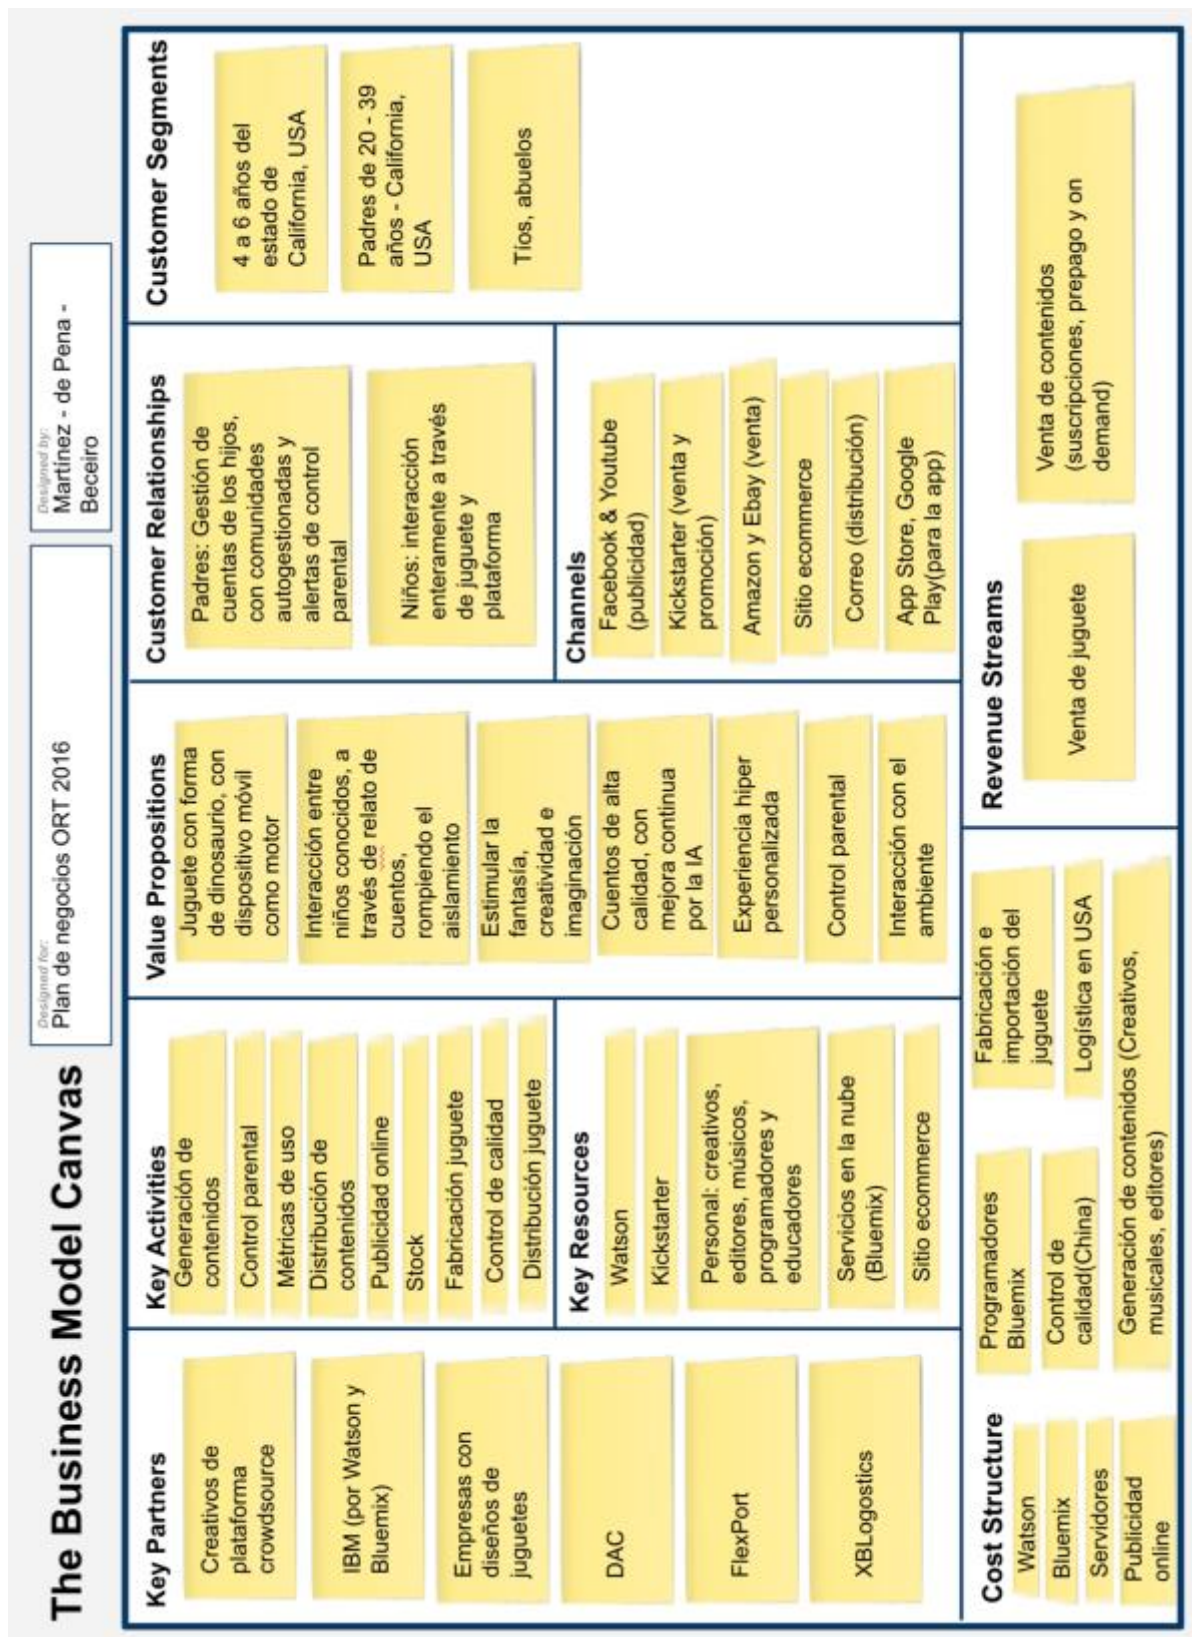 The Business Model Canvas
Designed for:
Plan de negocios ORT 2016
Designed by:
Martínez - de Pena -
Beceiro
Key Partners
Creativos de
plataforma
crowdsource
IBM (por Watson y
Bluemix)
Empresas con
diseños de
juguetes
DAC
FlexPort
XBLogostics
Key Activities
Generación de
contenidos
Control parental
Métricas de uso
Distribución de
contenidos
Publicidad online
Stock
Fabricación juguete
Control de calidad
Distribución juguete
Key Resources
Watson
Kickstarter
Personal: creativos,
editores, músicos,
programadores y
educadores
Servicios en la nube
(Bluemix)
Sitio ecommerce
Value Propositions
Juguete con forma
de dinosaurio, con
dispositivo móvil
como motor
Interacción entre
niños conocidos, a
través de relato de
cuentos,
rompiendo el
aislamiento
Estimular la
fantasía,
creatividad e
imaginación
Cuentos de alta
calidad, con
mejora continua
por la IA
Experiencia hiper
personalizada
Control parental
Interacción con el
ambiente
Customer Relationships
Padres: Gestión de
cuentas de los hijos,
con comunidades
autogestionadas y
alertas de control
parental
Niños: interacción
enteramente a través
de juguete y
plataforma
Channels
Facebook & Youtube
(publicidad)
Kickstarter (venta y
promoción)
Amazon y Ebay (venta)
Sitio ecommerce
Correo (distribución)
App Store, Google
Play(para la app)
Customer Segments
4 a 6 años del
estado de
California, USA
Padres de 20 - 39
años - California,
USA
Tíos, abuelos
Cost Structure
Watson
Bluemix
Servidores
Publicidad
online
Programadores
Bluemix
Control de
calidad(China)
Generación de contenidos (Creativos,
musicales, editores)
Fabricación e
importación del
juguete
Logística en USA
Revenue Streams
Venta de juguete
Venta de contenidos
(suscripciones, prepago y on
demand)